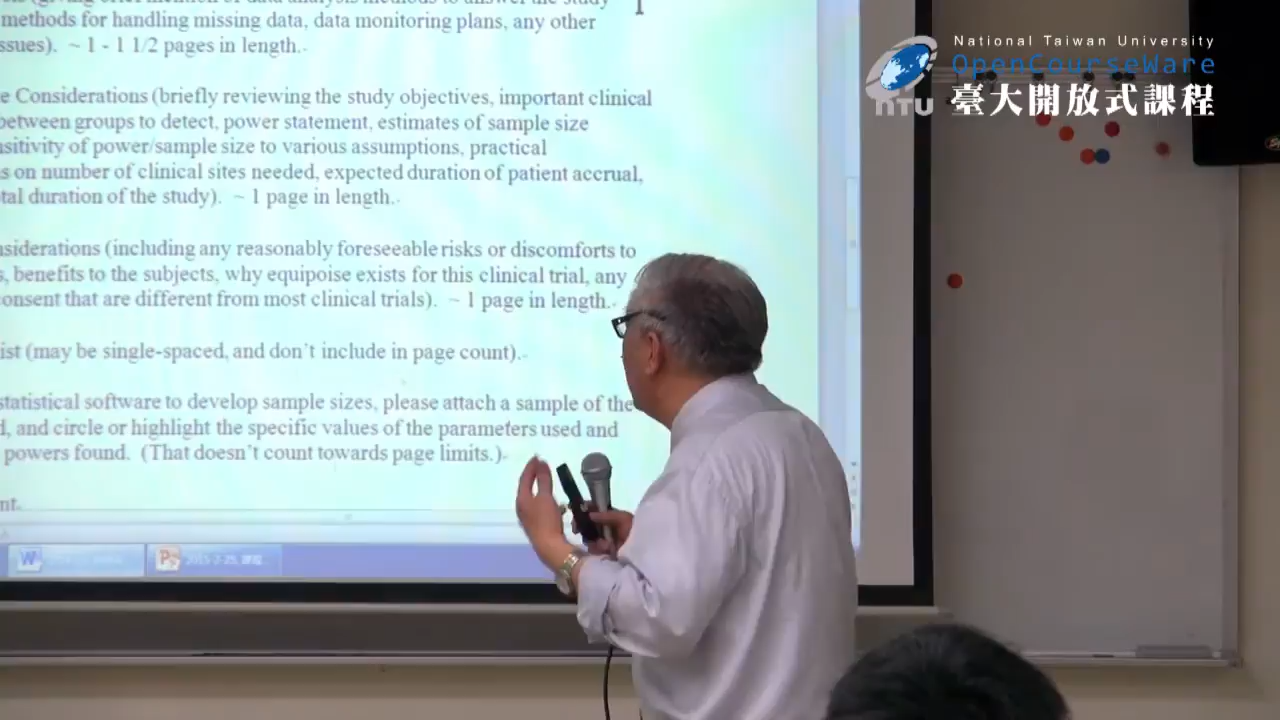 methods for handling missing data, data monitoring plans, any other
ssues). ~ 1 - 1 1/2 pages in length.
e Considerations (briefly reviewing the study objectives, important clinical
between groups to detect, power statement, estimates of sample size
nsitivity of power/sample size to various assumptions, practical
s on number of clinical sites needed, expected duration of patient accrual,
tal duration of the study). ~ 1 page in length.
nsiderations (including any reasonably foreseeable risks or discomforts to
s, benefits to the subjects, why equipoise exists for this clinical trial, any
onsent that are different from most clinical trials). ~ 1 page in length.
ist (may be single-spaced, and don't include in page count).
statistical software to develop sample sizes, please attach a sample of the
d, and circle or highlight the specific values of the parameters used and
powers found. (That doesn't count towards page limits.)
nt.
National Taiwan University
OpenCourseWare
NTU 臺大開放式課程